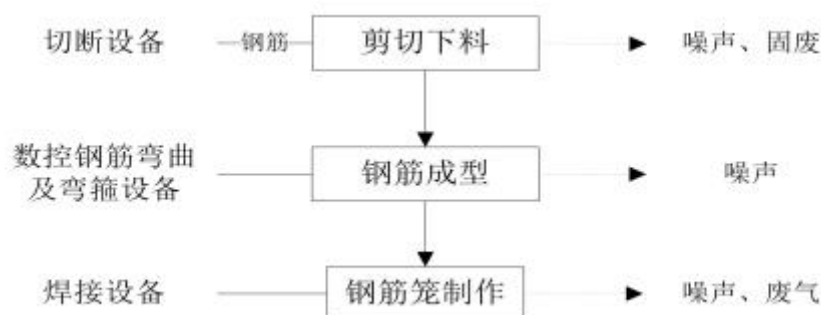 切断设备
钢筋
剪切下料
噪声、固废
数控钢筋弯曲
及弯箍设备
钢筋成型
噪声
焊接设备
钢筋笼制作
噪声、废气